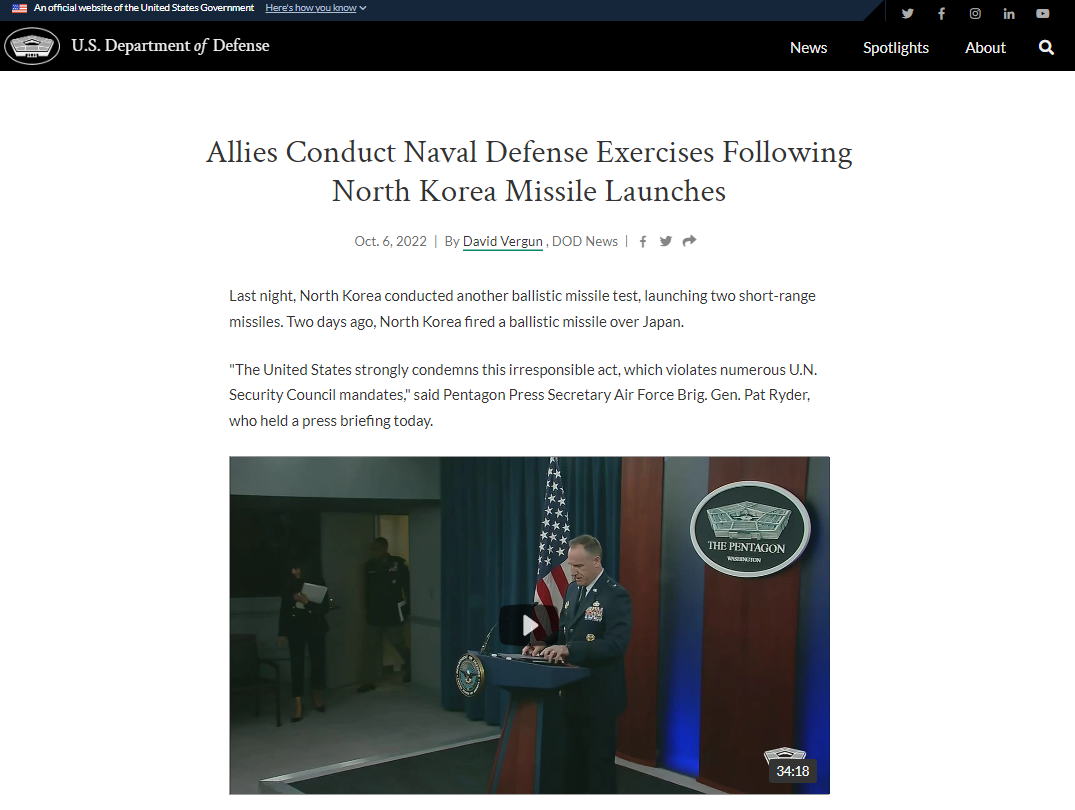 An official website of the United States Government Here's how you know
U.S. Department of Defense
News Spotlights About
Allies Conduct Naval Defense Exercises Following
North Korea Missile Launches
Oct. 6, 2022 | By David Vergun , DOD News |
Last night, North Korea conducted another ballistic missile test, launching two short-range
missiles. Two days ago, North Korea fired a ballistic missile over Japan.
"The United States strongly condemns this irresponsible act, which violates numerous U.N.
Security Council mandates," said Pentagon Press Secretary Air Force Brig. Gen. Pat Ryder,
who held a press briefing today.
THE PENTAGON
WASHINGTON
34:18